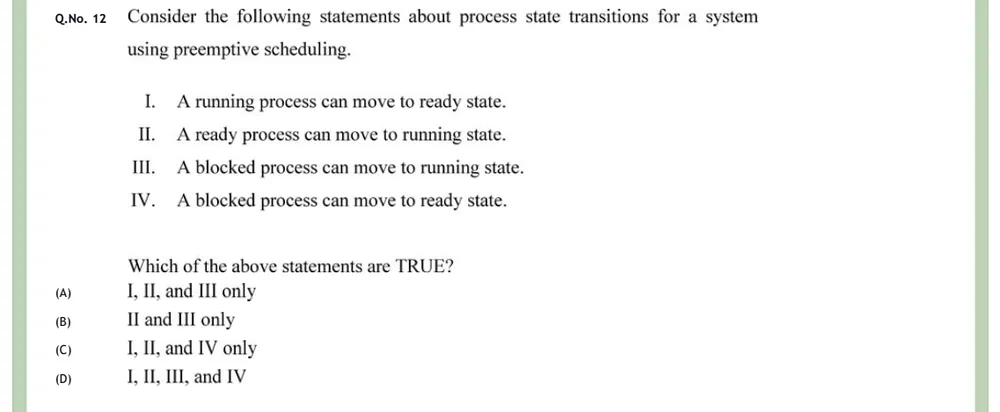 Q.No. 12 Consider the following statements about process state transitions for a system
using preemptive scheduling.
I. A running process can move to ready state.
II. A ready process can move to running state.
III. A blocked process can move to running state.
IV. A blocked process can move to ready state.
Which of the above statements are TRUE?
(A) I, II, and III only
(B) II and III only
(C) I, II, and IV only
(D) I, II, III, and IV